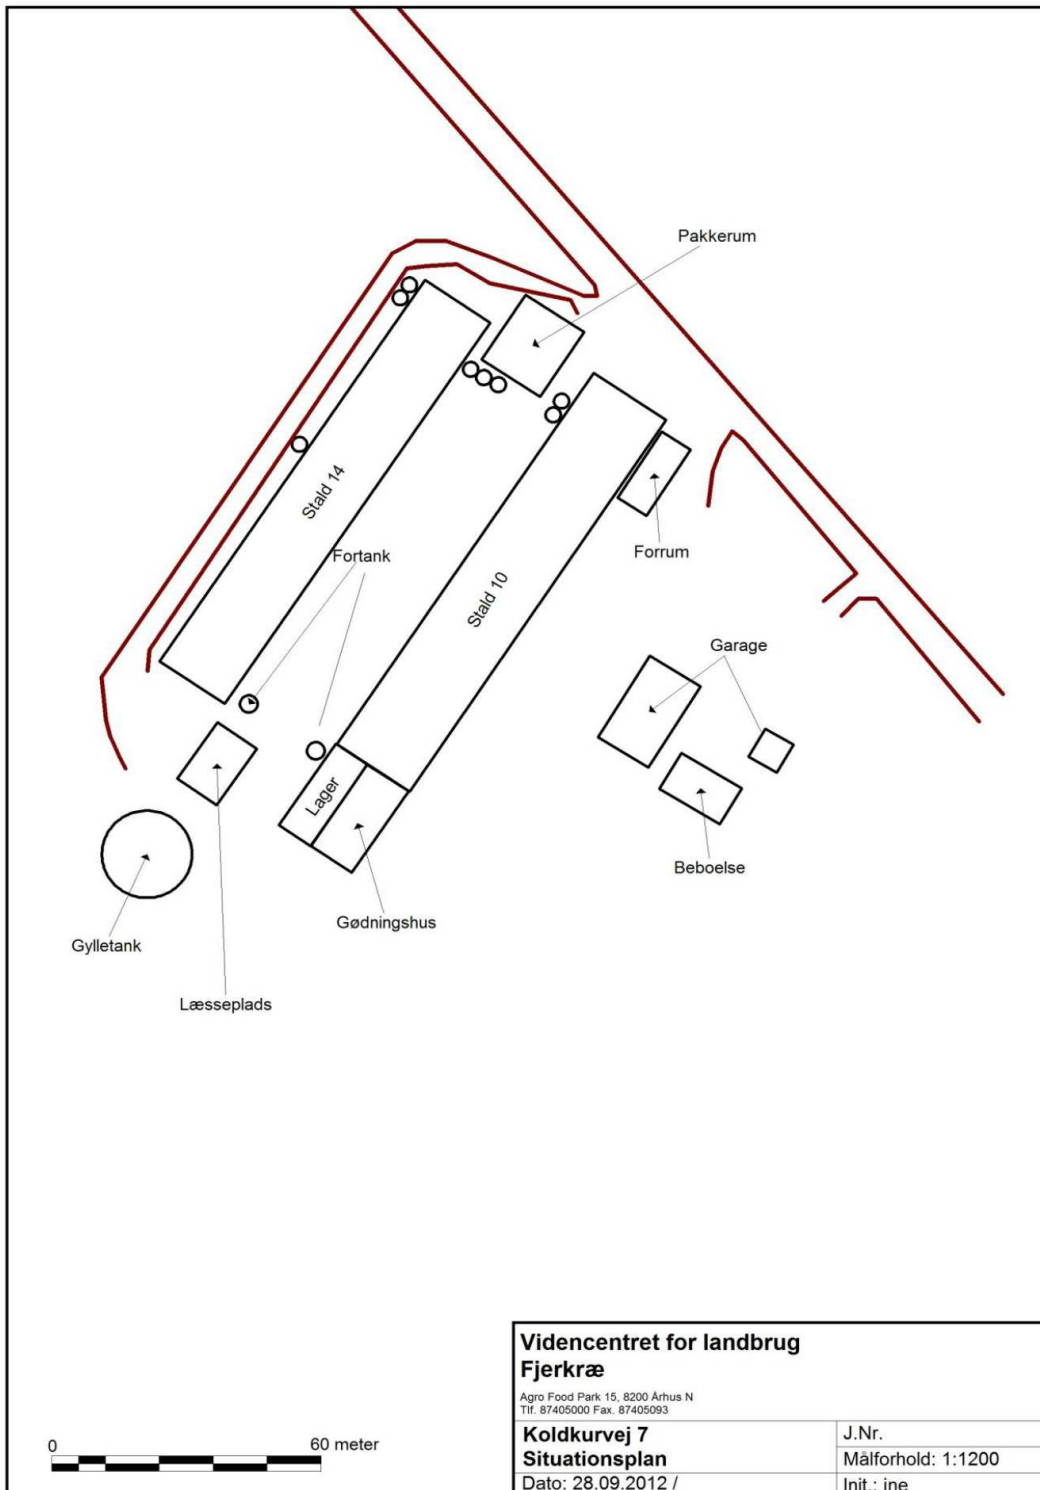 Pakkerum
Stald 14
Fortank
Forrum
Stald 10
Garage
Lager
Beboelse
Gødningshus
Gylletank
Læsseplads
Videncentret for landbrug
Fjerkræ
Agro Food Park 15, 8200 Århus N
Tlf. 87405000 Fax. 87405093
Koldkurvej 7
Situationsplan
J.Nr.
Målforhold: 1:1200
Dato: 28.09.2012 /
Init.: jne
0
60 meter